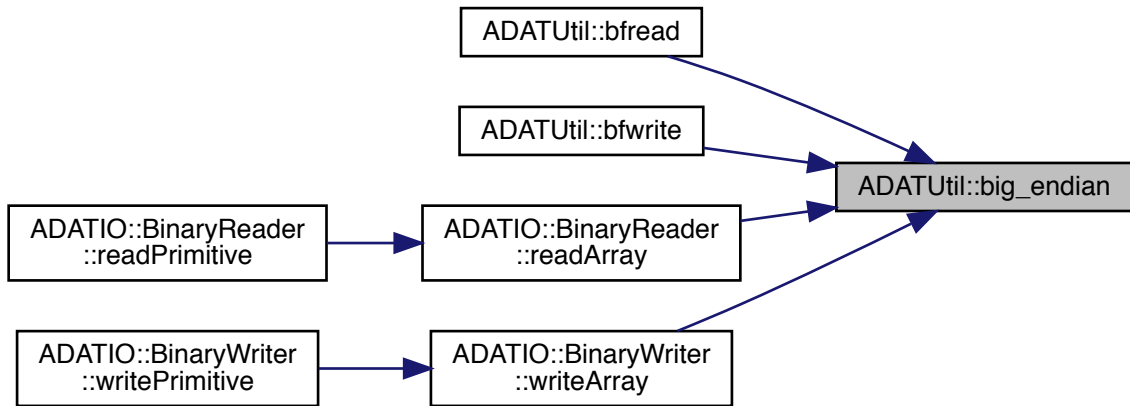 ADATUtil::bfread
ADATUtil::bfwrite
ADATUtil::big_endian
ADATIO::BinaryReader
::readPrimitive
ADATIO::BinaryReader
::readArray
ADATIO::BinaryWriter
::writePrimitive
ADATIO::BinaryWriter
::writeArray